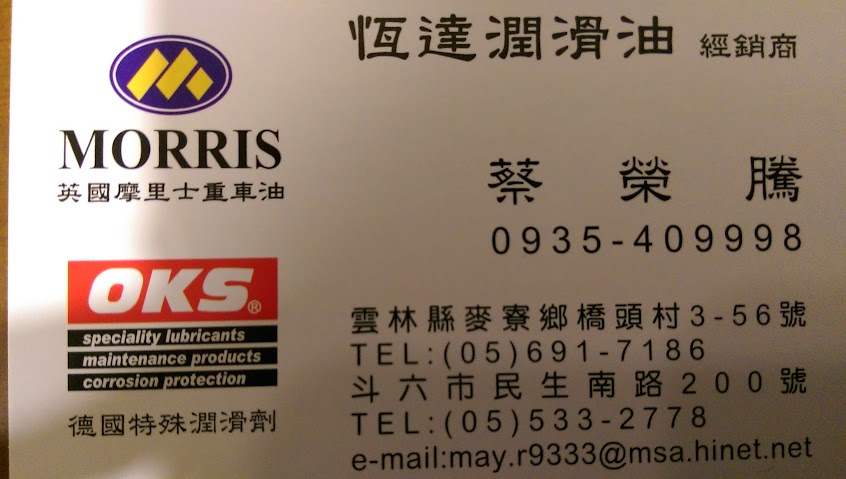 恆達潤滑油 經銷商
MORRIS
英國摩里士重車油
蔡榮騰
0935-409998
OKS®
speciality lubricants
maintenance products
corrosion protection
德國特殊潤滑劑
雲林縣麥寮鄉橋頭村3-56號
TEL:(05)691-7186
斗六市民生南路200號
TEL:(05)533-2778
e-mail:may.r9333@msa.hinet.net